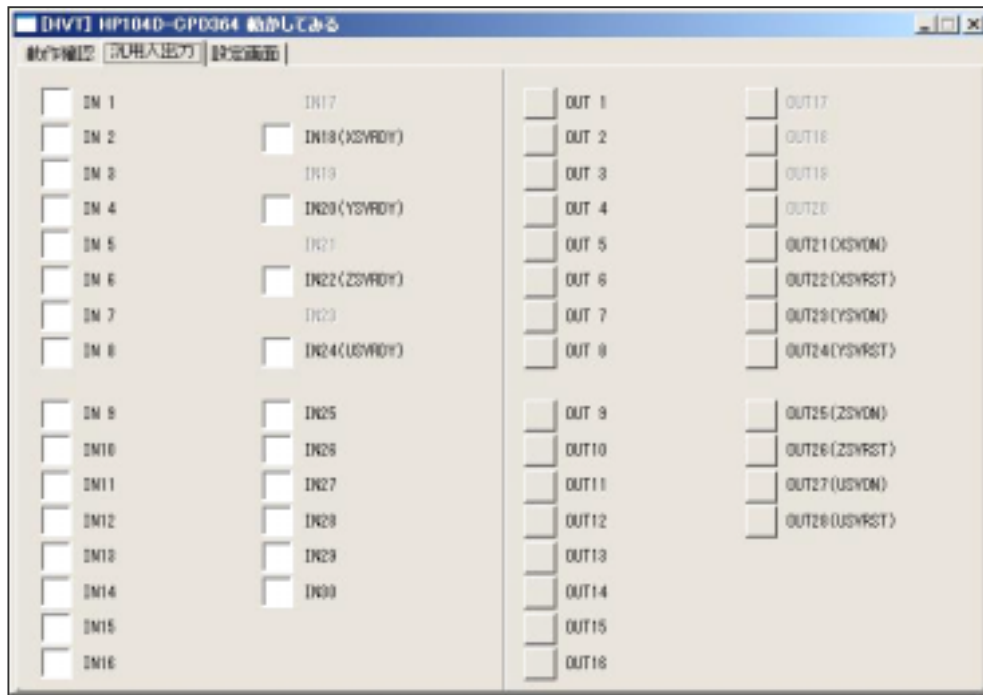 [HVT] HP104D-GPD364 動かしてみる
動作確認 汎用入出力 設定画面
IN 1
IN 2
IN 3
IN 4
IN 5
IN 6
IN 7
IN 8
IN 9
IN10
IN11
IN12
IN13
IN14
IN15
IN16
IN17
IN18(XSVRDY)
IN19
IN20(YSVRDY)
IN21
IN22(ZSVRDY)
IN23
IN24(USVRDY)
IN25
IN26
IN27
IN28
IN29
IN30
OUT 1
OUT 2
OUT 3
OUT 4
OUT 5
OUT 6
OUT 7
OUT 8
OUT 9
OUT10
OUT11
OUT12
OUT13
OUT14
OUT15
OUT16
OUT17
OUT18
OUT19
OUT20
OUT21(XSVON)
OUT22(XSVRST)
OUT23(YSVON)
OUT24(YSVRST)
OUT25(ZSVON)
OUT26(ZSVRST)
OUT27(USVON)
OUT28(USVRST)